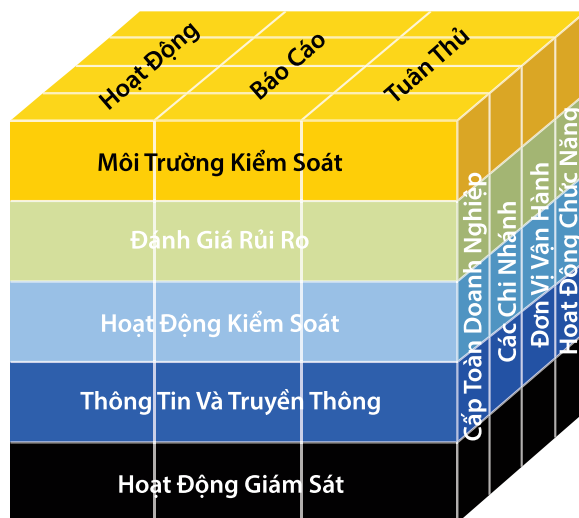 Hoạt Động
Báo Cáo
Tuân Thủ
Môi Trường Kiểm Soát
Đánh Giá Rủi Ro
Hoạt Động Kiểm Soát
Thông Tin Và Truyền Thông
Hoạt Động Giám Sát
Cấp Toàn Doanh Nghiệp
Các Chi Nhánh
Đơn Vị Vận Hành
Hoạt Động Chức Năng